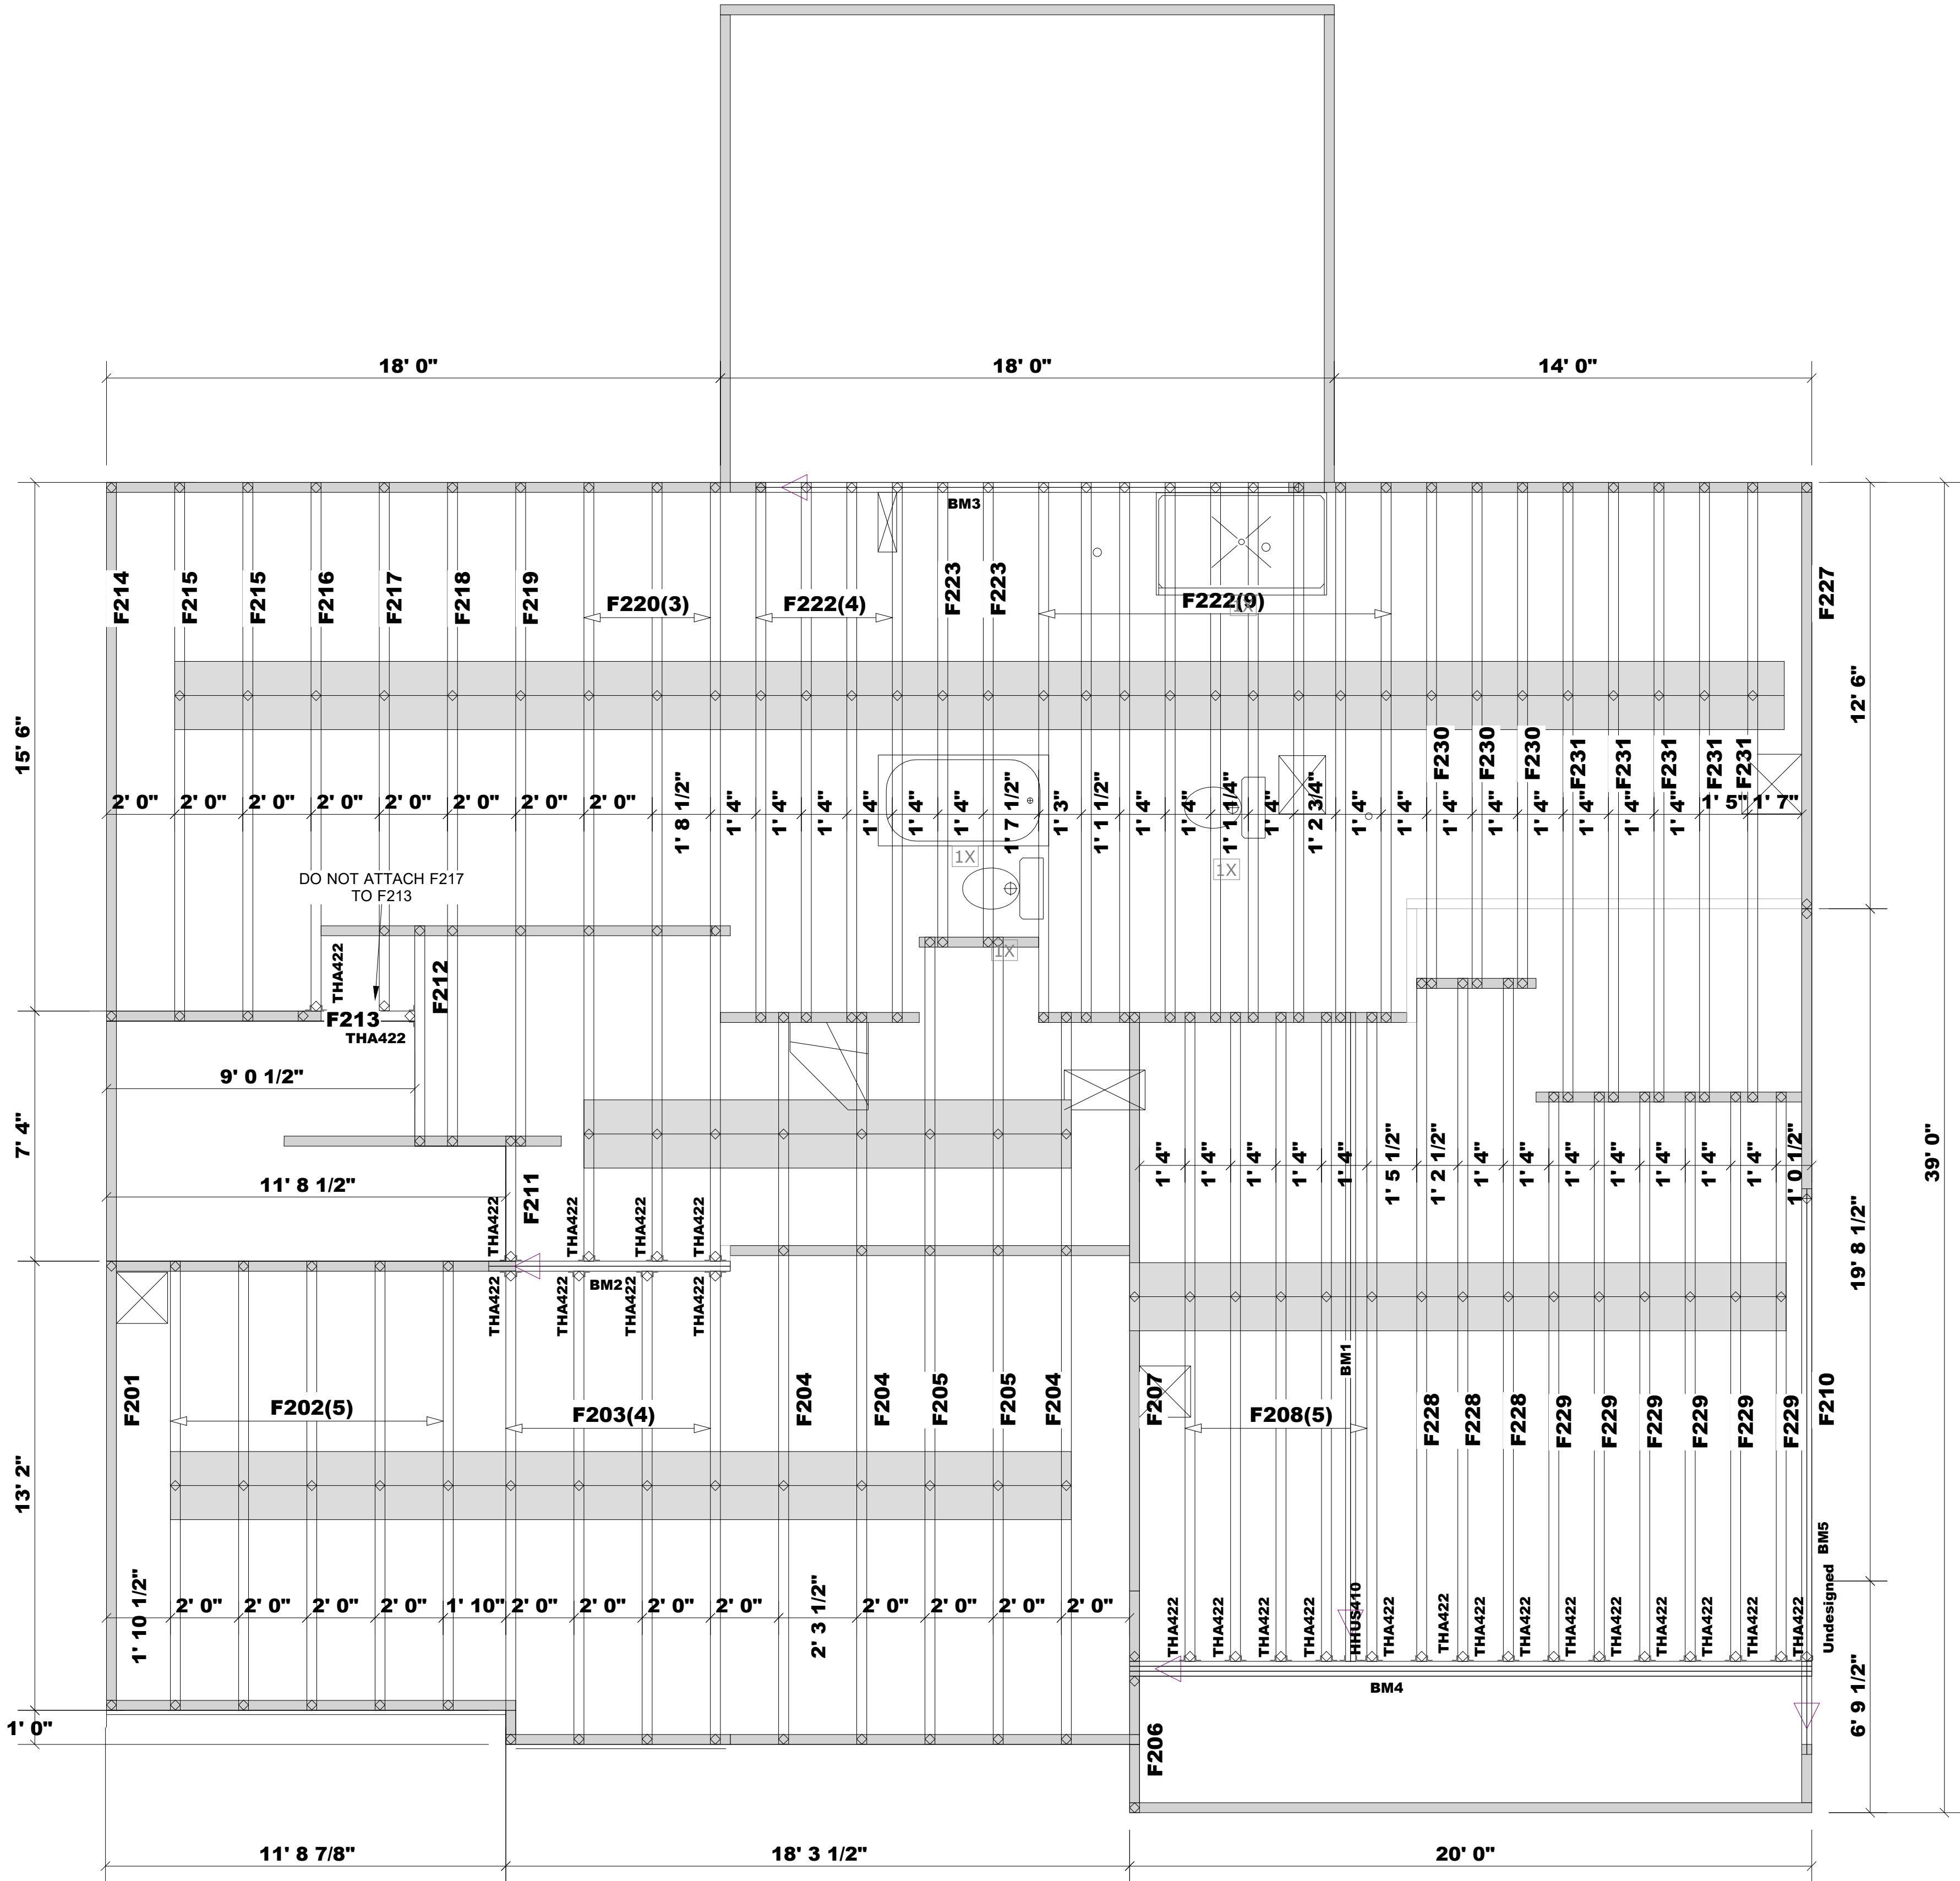 18' 0" 18' 0" 14' 0"
BM3
F214 F215 F215 F216 F217 F218 F219 F220(3) F222(4) F223 F223 F222(9) F227
1X
15' 6"
12' 6"
F230 F230 F230 F231 F231 F231 F231 F231
2' 0" 2' 0" 2' 0" 2' 0" 2' 0" 2' 0" 2' 0" 2' 0" 1' 8 1/2" 1' 4" 1' 4" 1' 4" 1' 4" 1' 4" 1' 4" 1' 7 1/2" 1' 3" 1' 1 1/2" 1' 4" 1' 4" 1' 1 1/4" 1' 4" 1' 2 3/4" 1' 4" 1' 4" 1' 4" 1' 4" 1' 4" 1' 4" 1' 4" 1' 5" 1' 7"
1X 1X
DO NOT ATTACH F217
TO F213
1X
THA422
F212
F213
THA422
9' 0 1/2"
7' 4"
11' 8 1/2"
F211
1' 4" 1' 4" 1' 4" 1' 4" 1' 4" 1' 5 1/2" 1' 2 1/2" 1' 4" 1' 4" 1' 4" 1' 4" 1' 4" 1' 4" 1' 4" 1' 0 1/2"
39' 0"
THA422 THA422 THA422 THA422
BM2
THA422 THA422 THA422 THA422
19' 8 1/2"
BM1
F201 F202(5) F203(4) F204 F204 F205 F205 F204 F207 F208(5) F228 F228 F228 F229 F229 F229 F229 F229 F229 F210
13' 2"
BM5
Undesigned
1' 10 1/2" 2' 0" 2' 0" 2' 0" 2' 0" 1' 10" 2' 0" 2' 0" 2' 0" 2' 0" 2' 3 1/2" 2' 0" 2' 0" 2' 0" 2' 0"
THA422 THA422 THA422 THA422 HHUS410 THA422 THA422 THA422 THA422 THA422 THA422 THA422 THA422 THA422
BM4
1' 0"
F206
6' 9 1/2"
11' 8 7/8" 18' 3 1/2" 20' 0"